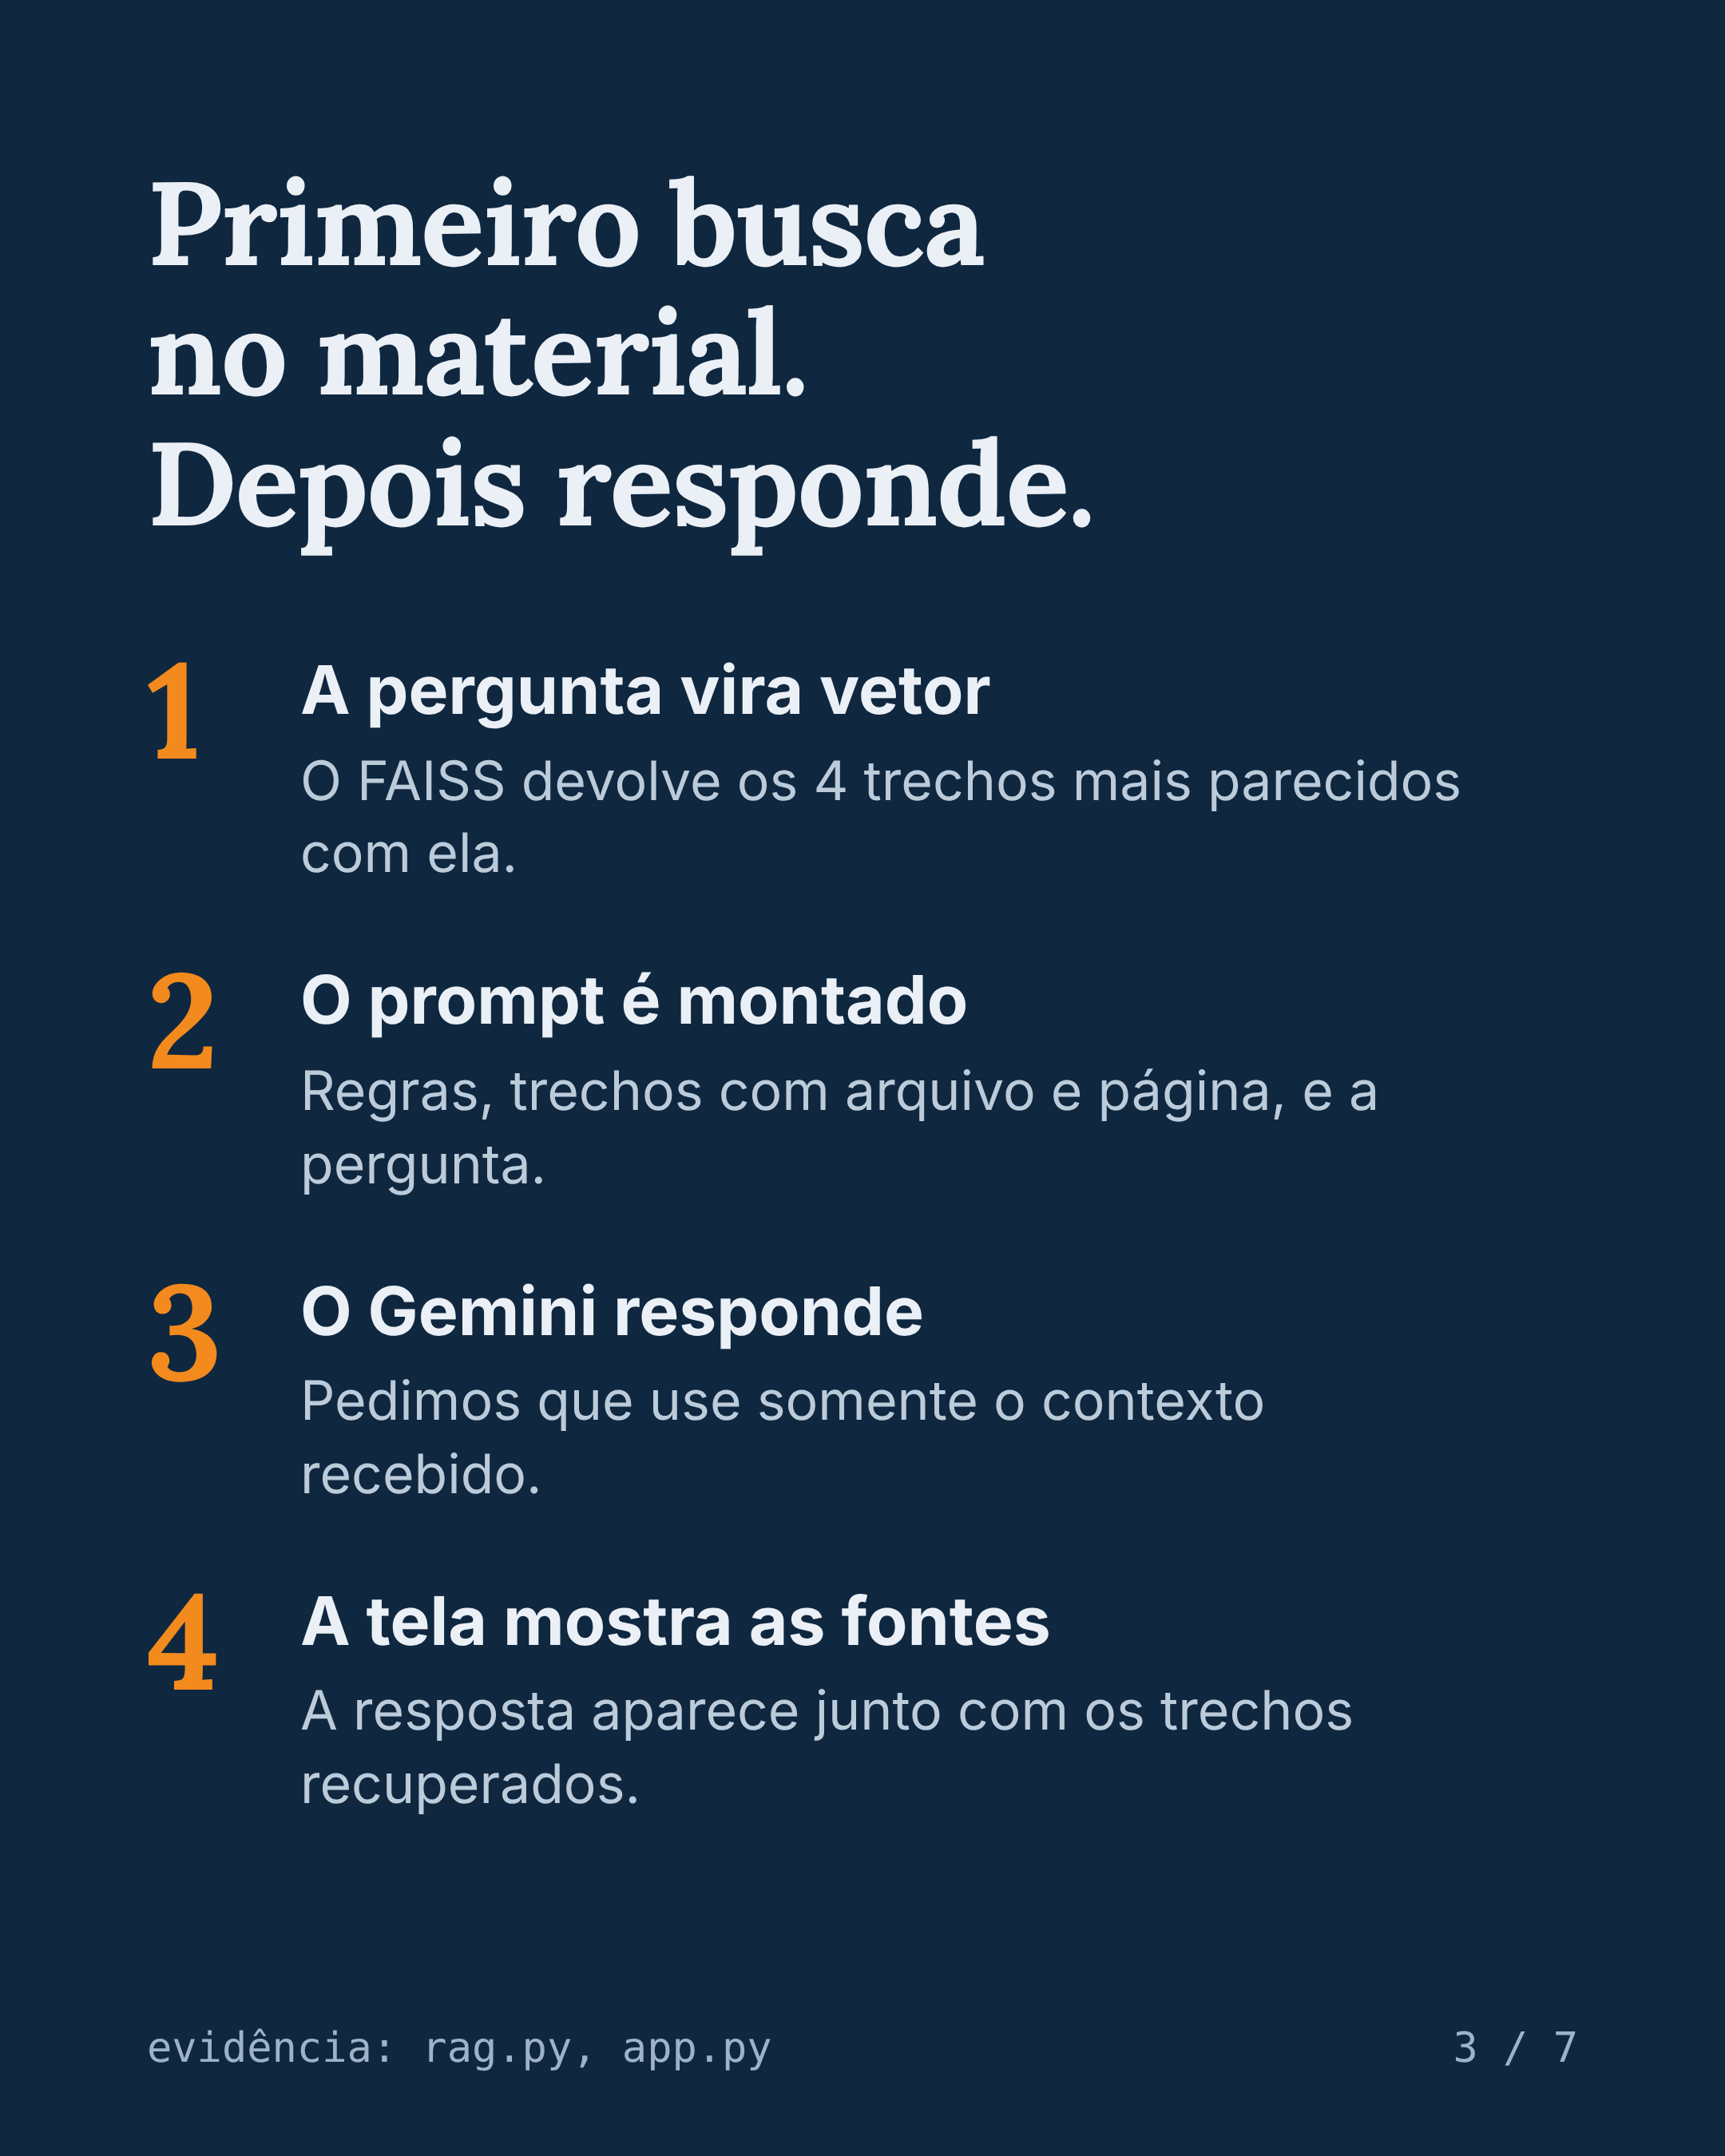 Primeiro busca
no material.
Depois responde.
1
A pergunta vira vetor
O FAISS devolve os 4 trechos mais parecidos
com ela.
2
O prompt é montado
Regras, trechos com arquivo e página, e a
pergunta.
3
O Gemini responde
Pedimos que use somente o contexto
recebido.
4
A tela mostra as fontes
A resposta aparece junto com os trechos
recuperados.
evidência: rag.py, app.py
3 / 7